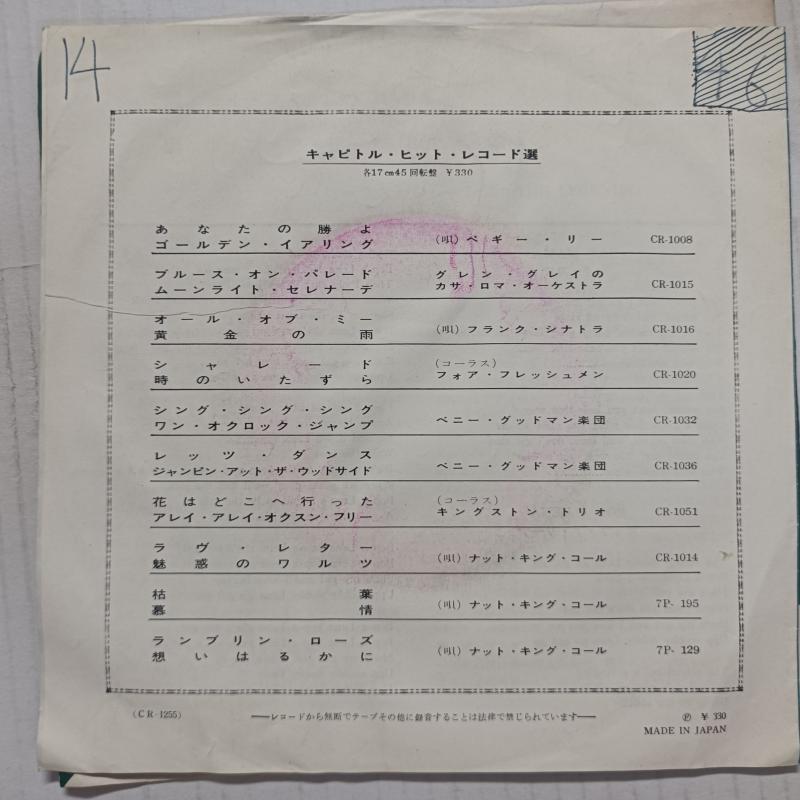 14
46
キャピトル・ヒット・レコード選
各17cm45回転盤 ¥330
あなたの勝よ
ゴールデン・イアリング
(唄) ペギー・リー CR-1008
ブルース・オン・パレード
ムーンライト・セレナーデ
グレン・グレイの
カサ・ロマ・オーケストラ CR-1015
オール・オブ・ミー
黄金の雨
(唄) フランク・シナトラ CR-1016
シャレード
時のいたずら
(コーラス)
フォア・フレッシュメン CR-1020
シング・シング・シング
ワン・オクロック・ジャンプ
ベニー・グッドマン楽団 CR-1032
レッツ・ダンス
ジャンピン・アット・ザ・ウッドサイド
ベニー・グッドマン楽団 CR-1036
花はどこへ行った
アレイ・アレイ・オクスン・フリー
(コーラス)
キングストン・トリオ CR-1051
ラヴ・レター
魅惑のワルツ
(唄) ナット・キング・コール CR-1014
枯葉
慕情
(唄) ナット・キング・コール 7P-195
ランブリン・ローズ
想いはるかに
(唄) ナット・キング・コール 7P-129
(CR-1255)
──レコードから無断でテープその他に録音することは法律で禁じられています──
Ⓟ ¥330
MADE IN JAPAN